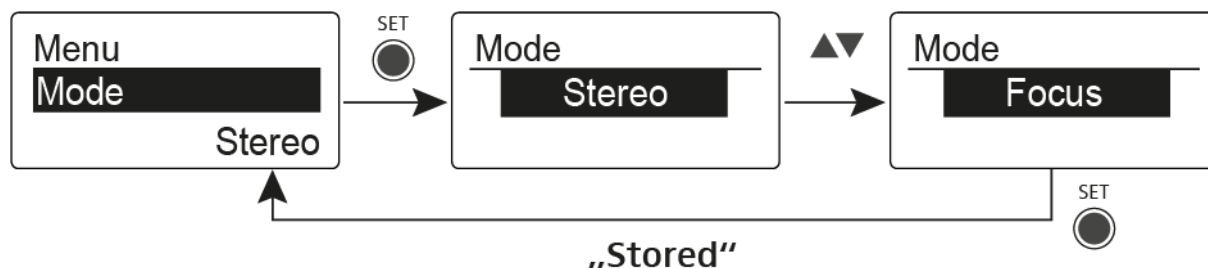 Menu
Mode
Stereo
SET
Mode
Stereo
▲▼
Mode
Focus
SET
„Stored“